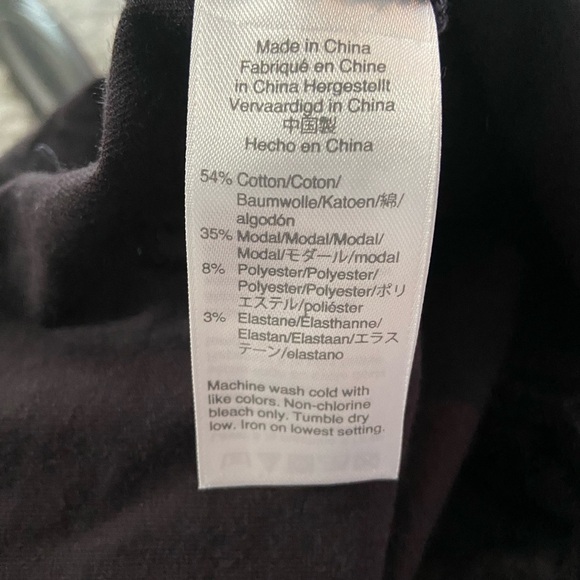 Made in China
Fabriqué en Chine
in China Hergestellt
Vervaardigd in China
中国製
Hecho en China
54% Cotton/Coton/
Baumwolle/Katoen/綿/
algodón
35% Modal/Modal/Modal/
Modal/モダール/modal
8% Polyester/Polyester/
Polyester/Polyester/ポリ
エステル/poliéster
3% Elastane/Élasthanne/
Elastan/Elastaan/エラス
テーン/elastano
Machine wash cold with
like colors. Non-chlorine
bleach only. Tumble dry
low. Iron on lowest setting.